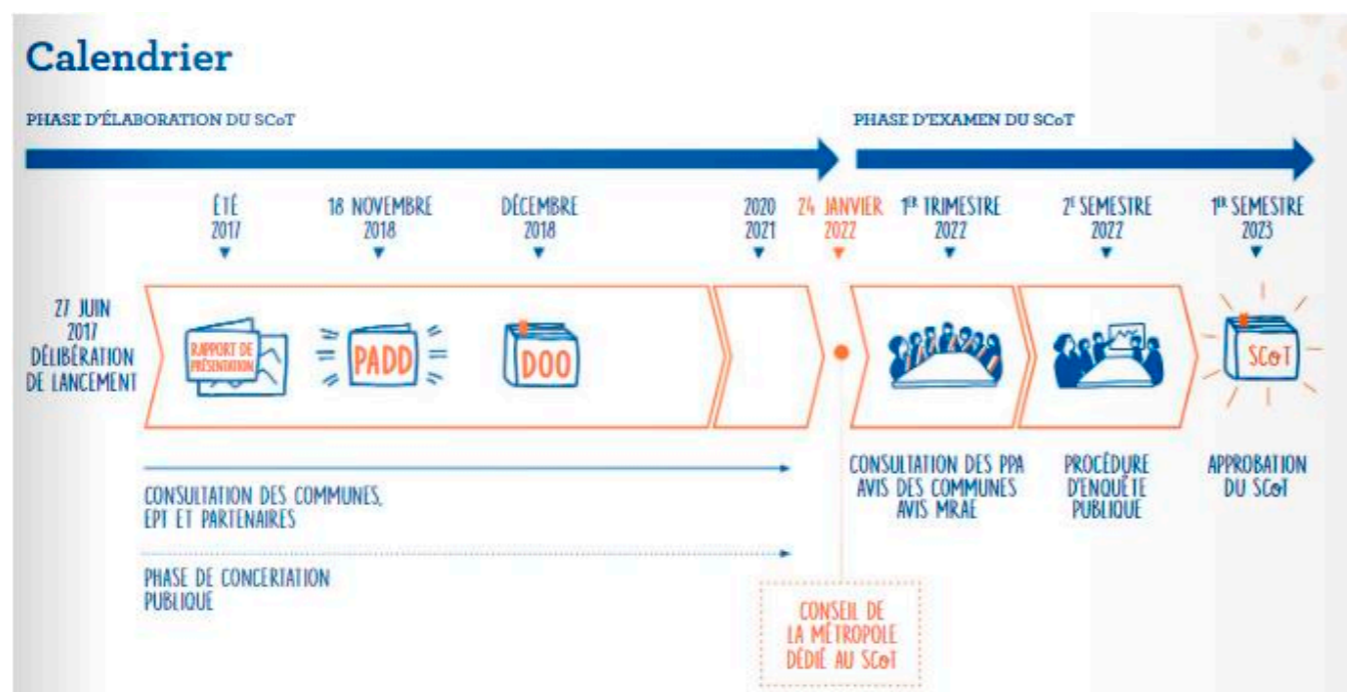 Calendrier
PHASE D'ÉLABORATION DU SCoT
PHASE D'EXAMEN DU SCoT
ÉTÉ
2017
18 NOVEMBRE
2018
DÉCEMBRE
2018
2020
2021
24 JANVIER
2022
1ER TRIMESTRE
2022
2E SEMESTRE
2022
1ER SEMESTRE
2023
27 JUIN
2017
DÉLIBÉRATION
DE LANCEMENT
RAPPORT DE
PRÉSENTATION
PADD
DOO
SCoT
CONSULTATION DES COMMUNES,
EPT ET PARTENAIRES
PHASE DE CONCERTATION
PUBLIQUE
CONSEIL DE
LA MÉTROPOLE
DÉDIÉ AU SCoT
CONSULTATION DES PPA
AVIS DES COMMUNES
AVIS MRAE
PROCÉDURE
D'ENQUÊTE
PUBLIQUE
APPROBATION
DU SCoT